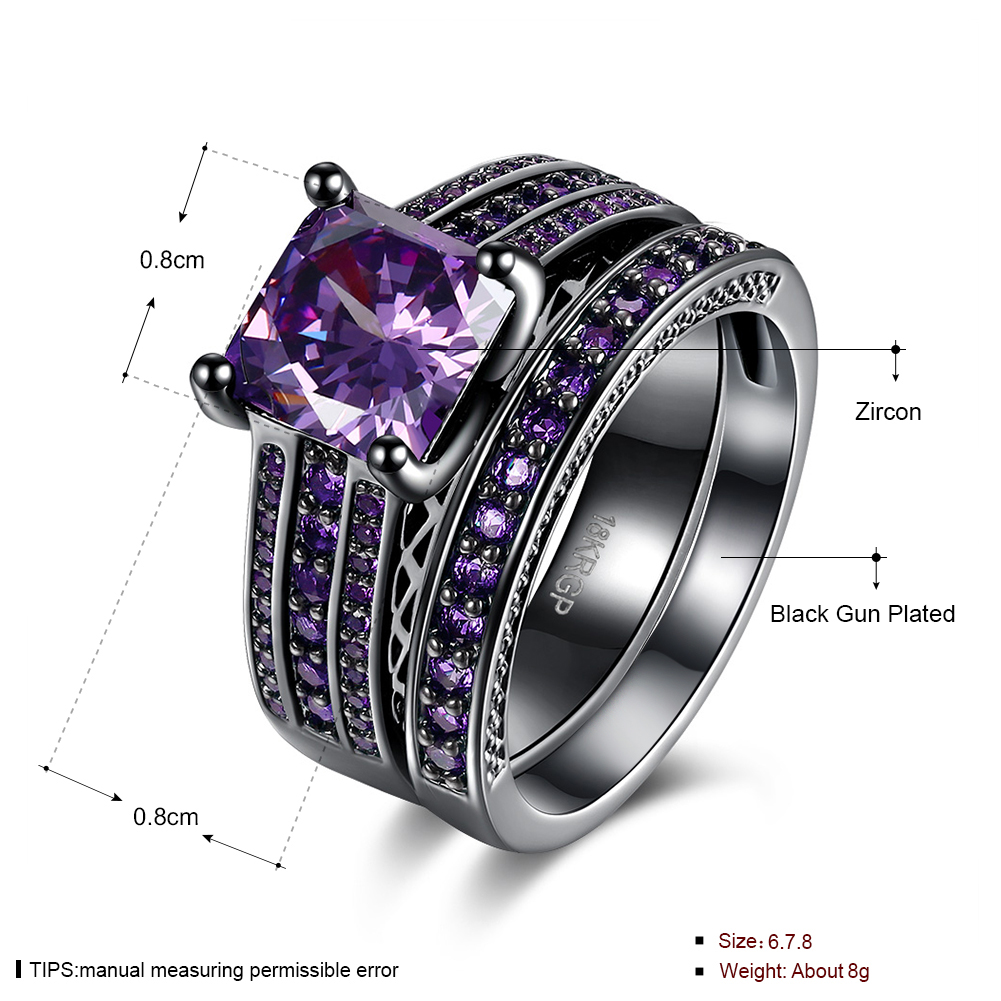 0.8cm
Zircon
18KRGP
Black Gun Plated
0.8cm
Size: 6.7.8
TIPS:manual measuring permissible error
Weight: About 8g